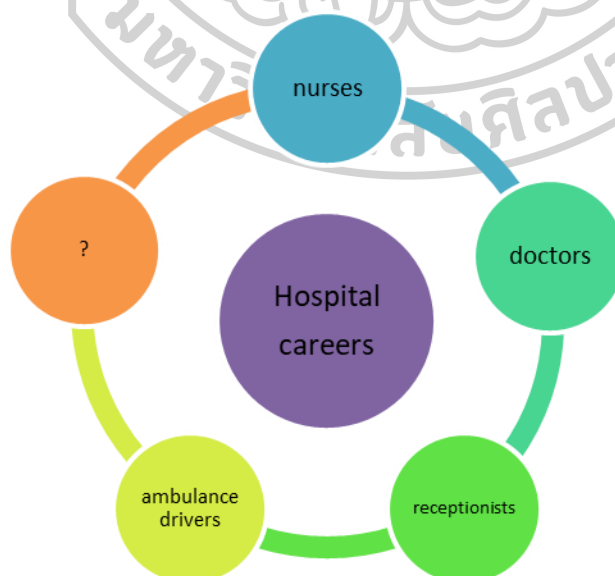 nurses
doctors
Hospital
careers
?
ambulance
drivers
receptionists